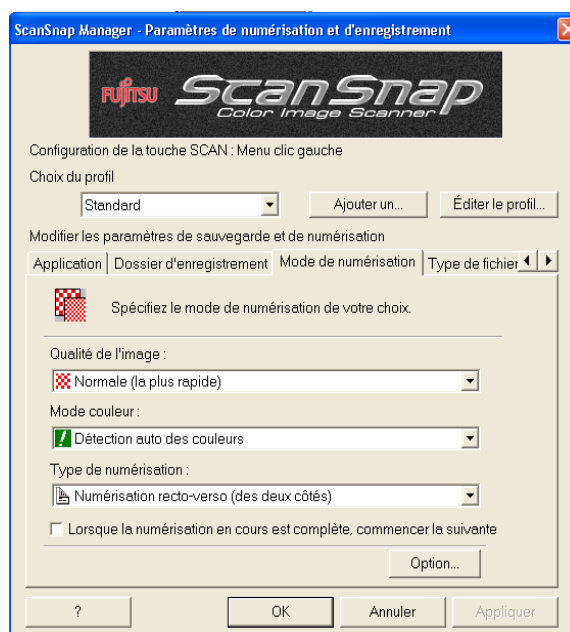 ScanSnap Manager - Paramètres de numérisation et d'enregistrement
FUJITSU ScanSnap
Color Image Scanner
Configuration de la touche SCAN : Menu clic gauche
Choix du profil
Standard Ajouter un... Éditer le profil...
Modifier les paramètres de sauvegarde et de numérisation
Application Dossier d'enregistrement Mode de numérisation Type de fichier
Spécifiez le mode de numérisation de votre choix.
Qualité de l'image :
Normale (la plus rapide)
Mode couleur :
Détection auto des couleurs
Type de numérisation :
Numérisation recto-verso (des deux côtés)
Lorsque la numérisation en cours est complète, commencer la suivante
Option...
? OK Annuler Appliquer